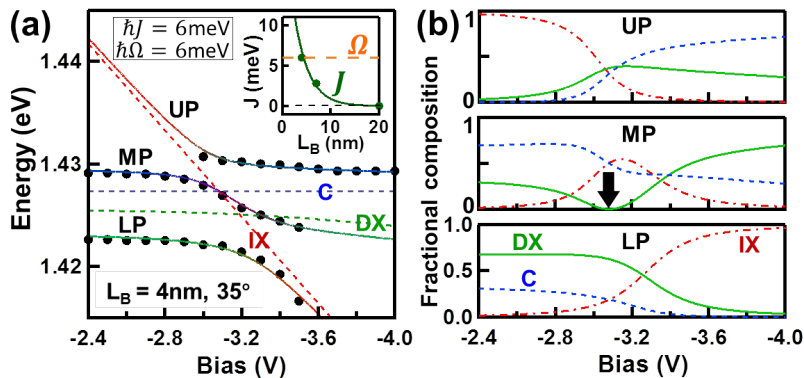 (a)
ℏJ = 6meV
ℏΩ = 6meV
J (meV)
10
5
0
Ω
J
0
10
20
L_B (nm)
Energy (eV)
1.44
1.43
1.42
UP
MP
LP
C
DX
IX
L_B = 4nm, 35°
-2.4
-2.8
-3.2
-3.6
-4.0
Bias (V)
(b)
Fractional composition
1
0
UP
1
0
MP
1.0
0.5
0.0
DX
LP
IX
C
-2.4
-2.8
-3.2
-3.6
-4.0
Bias (V)